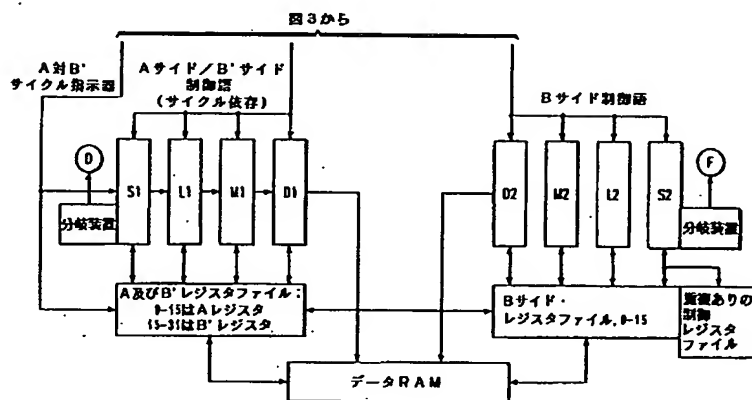 図3から
A対B'
サイクル指示器
Aサイド/B'サイド
制御語
(サイクル依存)
Bサイド制御語
D
F
S1
L1
M1
D1
D2
M2
L2
S2
分岐装置
分岐装置
A及びB'レジスタファイル:
0-15はAレジスタ
15-31はB'レジスタ
Bサイド・
レジスタファイル,0-15
重複ありの
制御
レジスタ
ファイル
データRAM